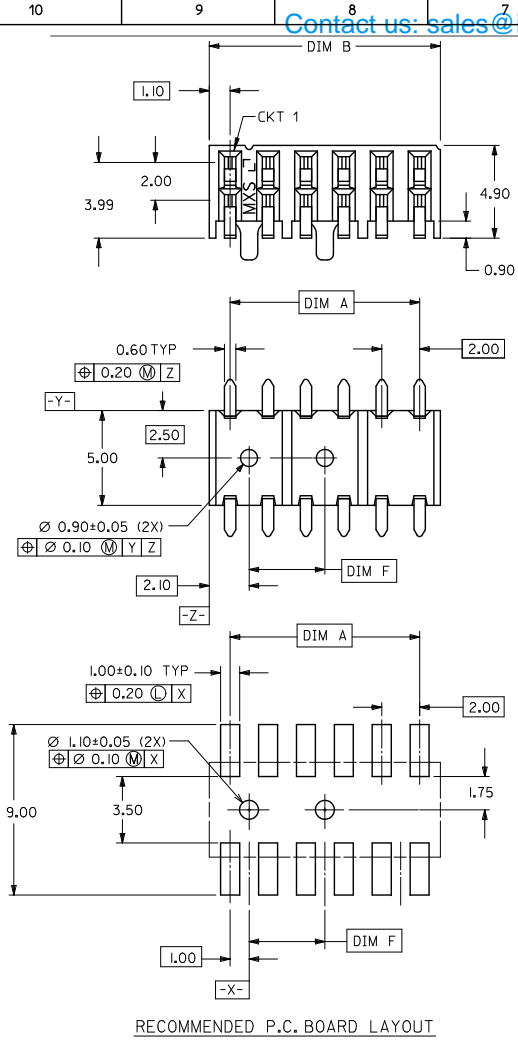 10 9 8 7
Contact us: sales@
DIM B
1.10
CKT 1
2.00
3.99
MXS
4.90
0.90
DIM A
0.60 TYP
⌖ 0.20 Ⓜ Z
2.00
-Y-
2.50
5.00
Ø 0.90±0.05 (2X)
⌖ Ø 0.10 Ⓜ Y Z
DIM F
2.10
-Z-
DIM A
1.00±0.10 TYP
⌖ 0.20 Ⓛ X
2.00
Ø 1.10±0.05 (2X)
⌖ Ø 0.10 Ⓜ X
1.75
9.00
3.50
DIM F
1.00
-X-
RECOMMENDED P.C. BOARD LAYOUT